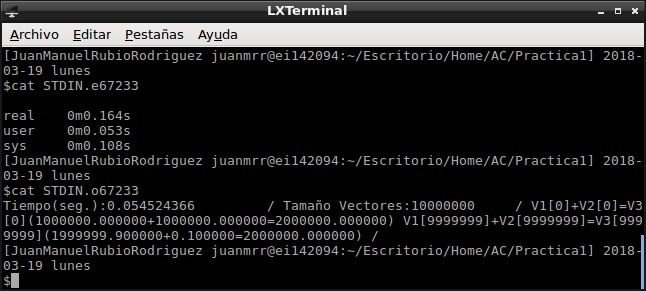 LXTerminal
Archivo Editar Pestañas Ayuda
[JuanManuelRubioRodriguez juanmrr@ei142094:~/Escritorio/Home/AC/Practica1] 2018-
03-19 lunes
$cat STDIN.e67233
real 0m0.164s
user 0m0.053s
sys 0m0.108s
[JuanManuelRubioRodriguez juanmrr@ei142094:~/Escritorio/Home/AC/Practica1] 2018-
03-19 lunes
$cat STDIN.o67233
Tiempo(seg.):0.054524366 / Tamaño Vectores:10000000 / V1[0]+V2[0]=V3
[0](1000000.000000+1000000.000000=2000000.000000) V1[9999999]+V2[9999999]=V3[999
9999](1999999.900000+0.100000=2000000.000000) /
[JuanManuelRubioRodriguez juanmrr@ei142094:~/Escritorio/Home/AC/Practica1] 2018-
03-19 lunes
$